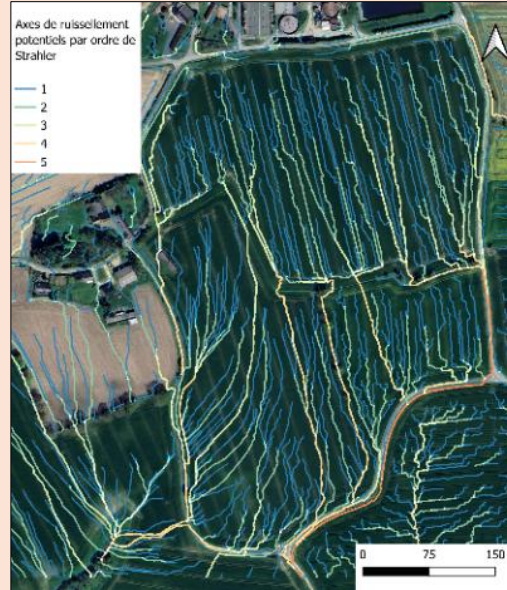 Axes de ruissellement
potentiels par ordre de
Strahler
1
2
3
4
5
0 75 150